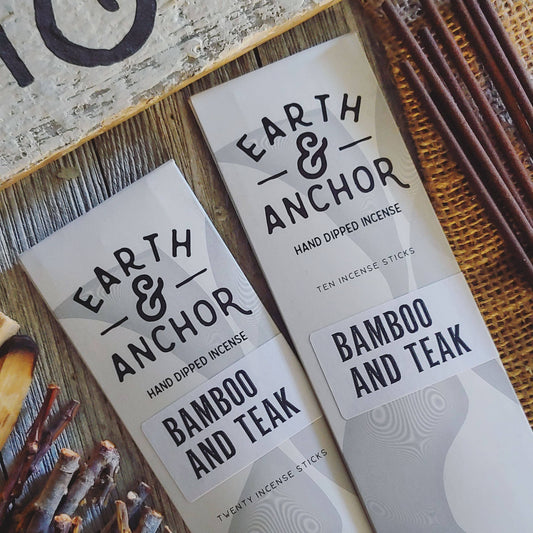 EARTH
&
ANCHOR
HAND DIPPED INCENSE
BAMBOO
AND TEAK
TWENTY INCENSE STICKS
EARTH
&
ANCHOR
HAND DIPPED INCENSE
TEN INCENSE STICKS
BAMBOO
AND TEAK